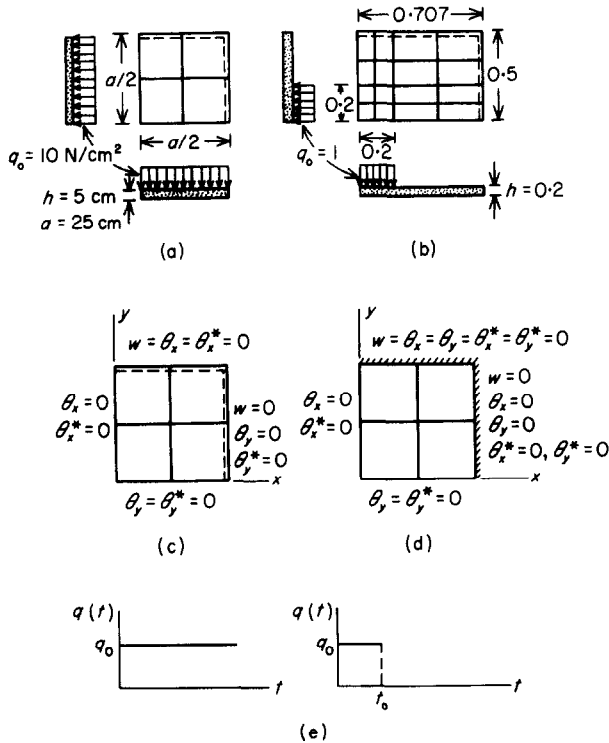 0·707
a/2
0·5
0·2
a/2
0·2
q₀ = 10 N/cm²
q₀ = 1
h = 5 cm
h = 0·2
a = 25 cm
(a)
(b)
y
w = θx = θx* = 0
θx = 0
θx* = 0
w = 0
θy = 0
θy* = 0
x
θy = θy* = 0
(c)
y
w = θx = θy = θx* = θy* = 0
θx = 0
θx* = 0
w = 0
θx = 0
θy = 0
θx* = 0, θy* = 0
x
θy = θy* = 0
(d)
q (t)
q₀
t
q (t)
q₀
t₀
t
(e)